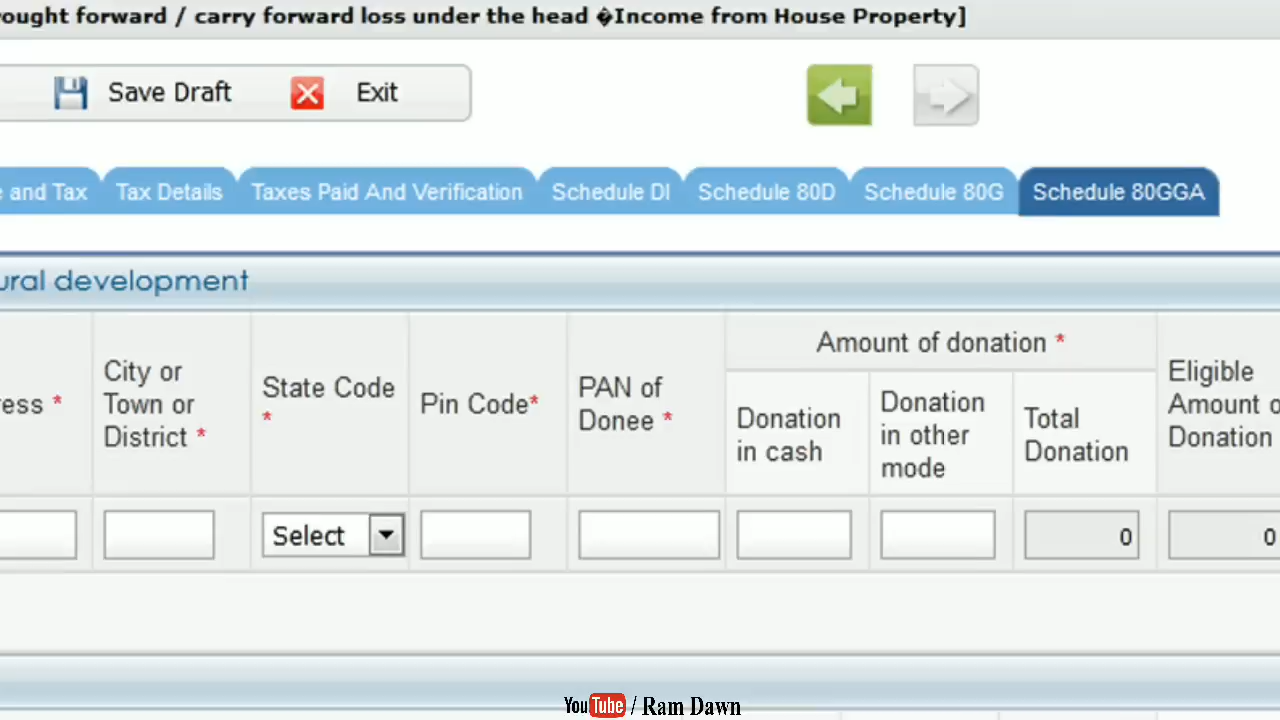 ought forward / carry forward loss under the head �Income from House Property]
Save Draft Exit
e and Tax Tax Details Taxes Paid And Verification Schedule DI Schedule 80D Schedule 80G Schedule 80GGA
ural development
ress *
City or
Town or
District *
State Code
*
Pin Code*
PAN of
Donee *
Amount of donation *
Donation
in cash
Donation
in other
mode
Total
Donation
Eligible
Amount o
Donation
Select 0 0
YouTube / Ram Dawn